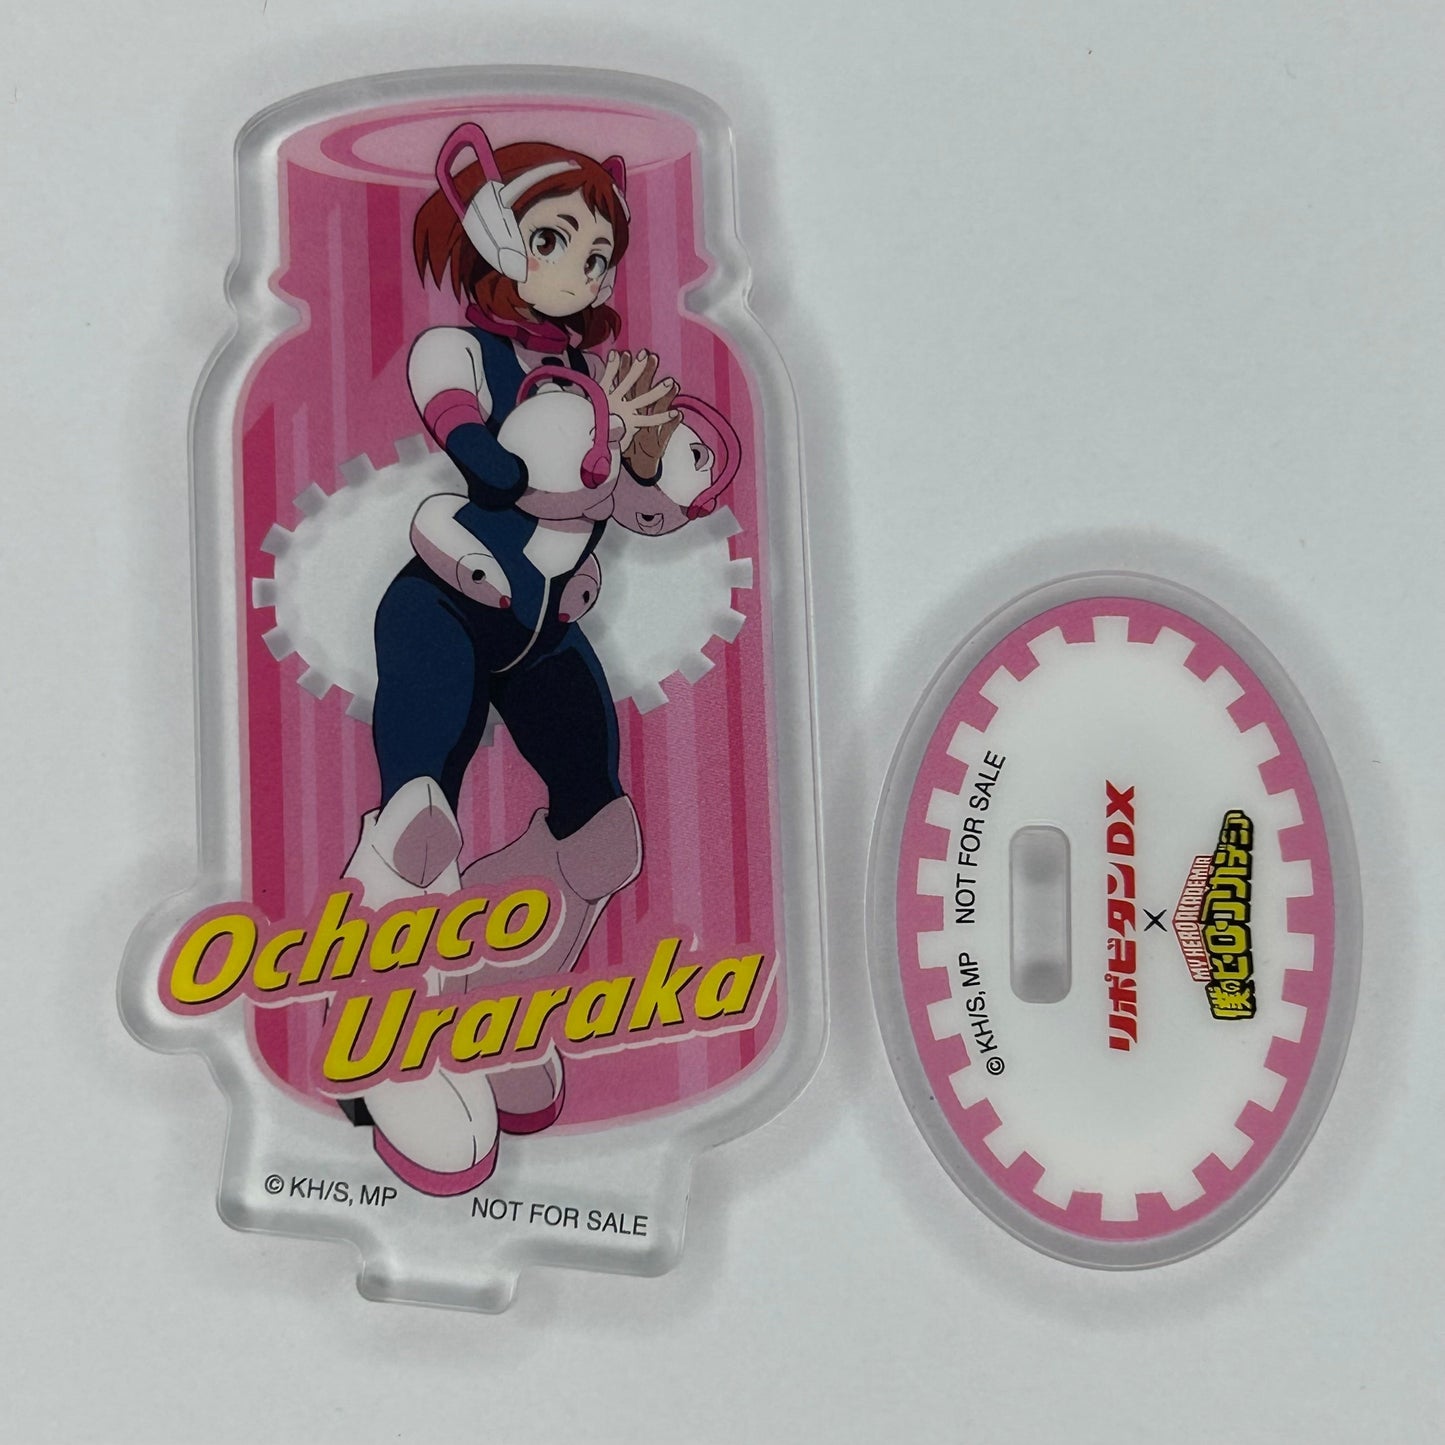 Ochaco
Uraraka
© KH/S, MP
NOT FOR SALE
© KH/S, MP NOT FOR SALE
リポビタンDX
×
MY HERO ACADEMIA
僕のヒーローアカデミア